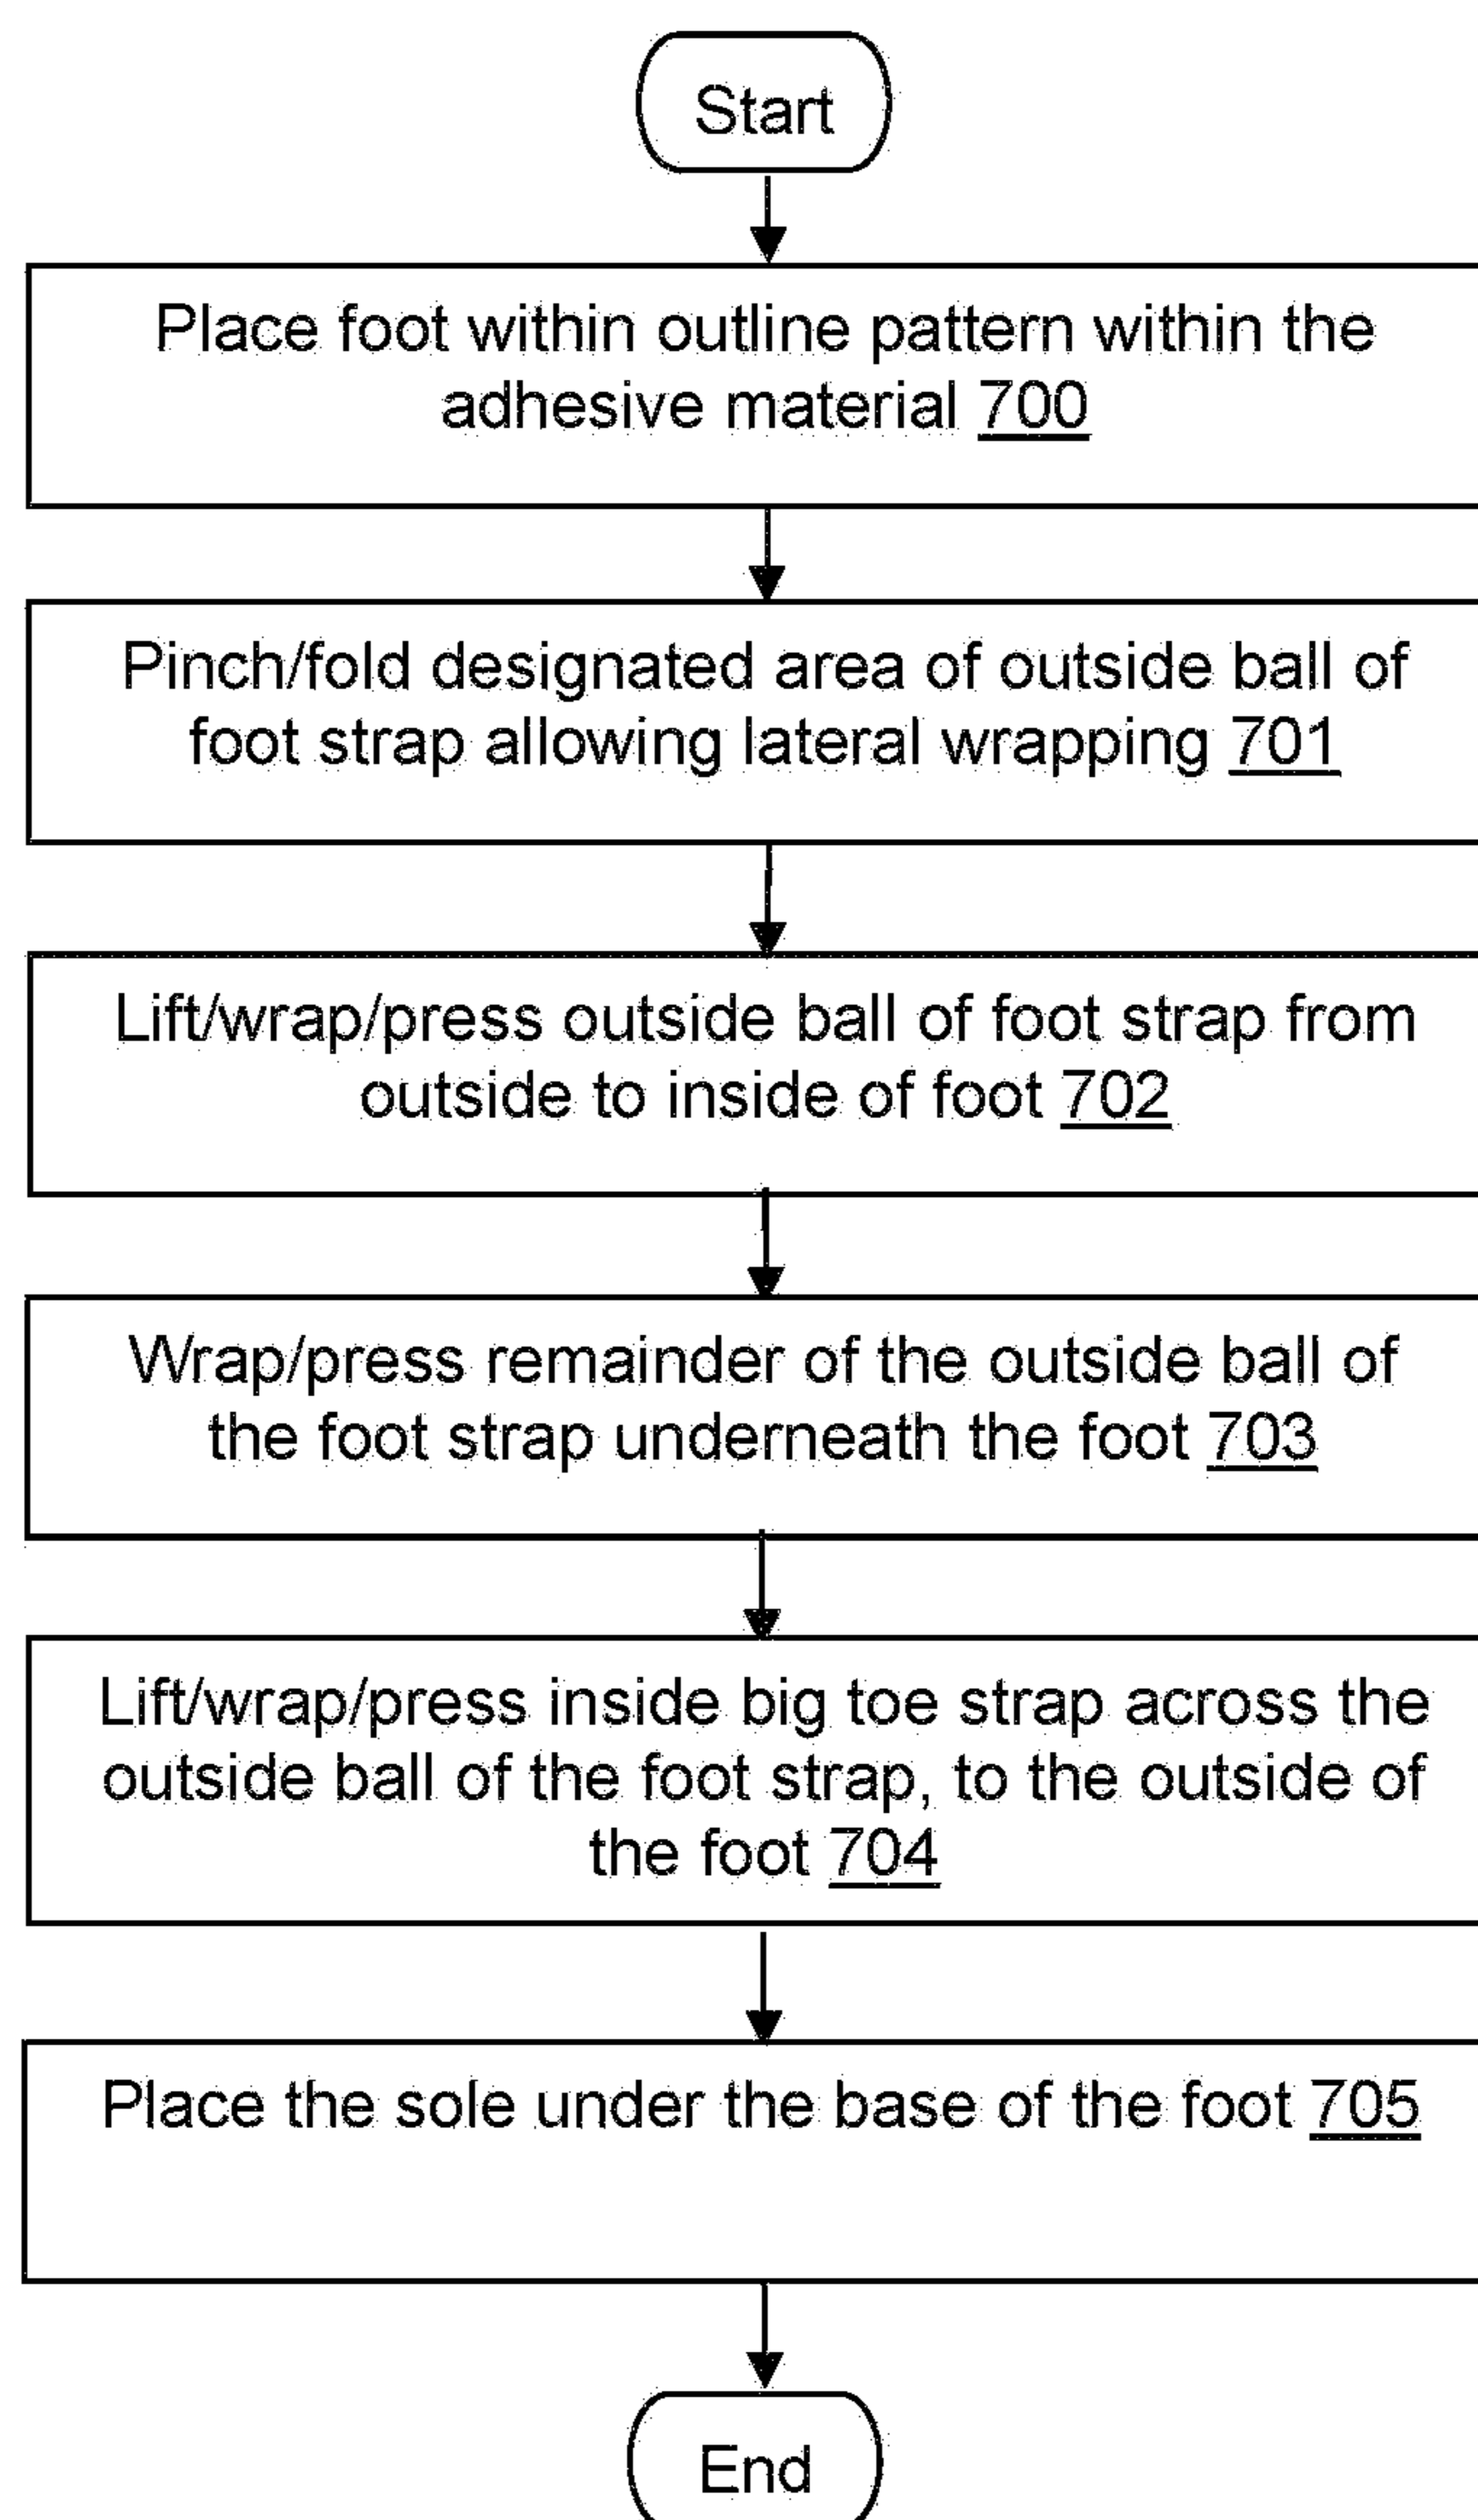 Start
Place foot within outline pattern within the
adhesive material 700
Pinch/fold designated area of outside ball of
foot strap allowing lateral wrapping 701
Lift/wrap/press outside ball of foot strap from
outside to inside of foot 702
Wrap/press remainder of the outside ball of
the foot strap underneath the foot 703
Lift/wrap/press inside big toe strap across the
outside ball of the foot strap, to the outside of
the foot 704
Place the sole under the base of the foot 705
End